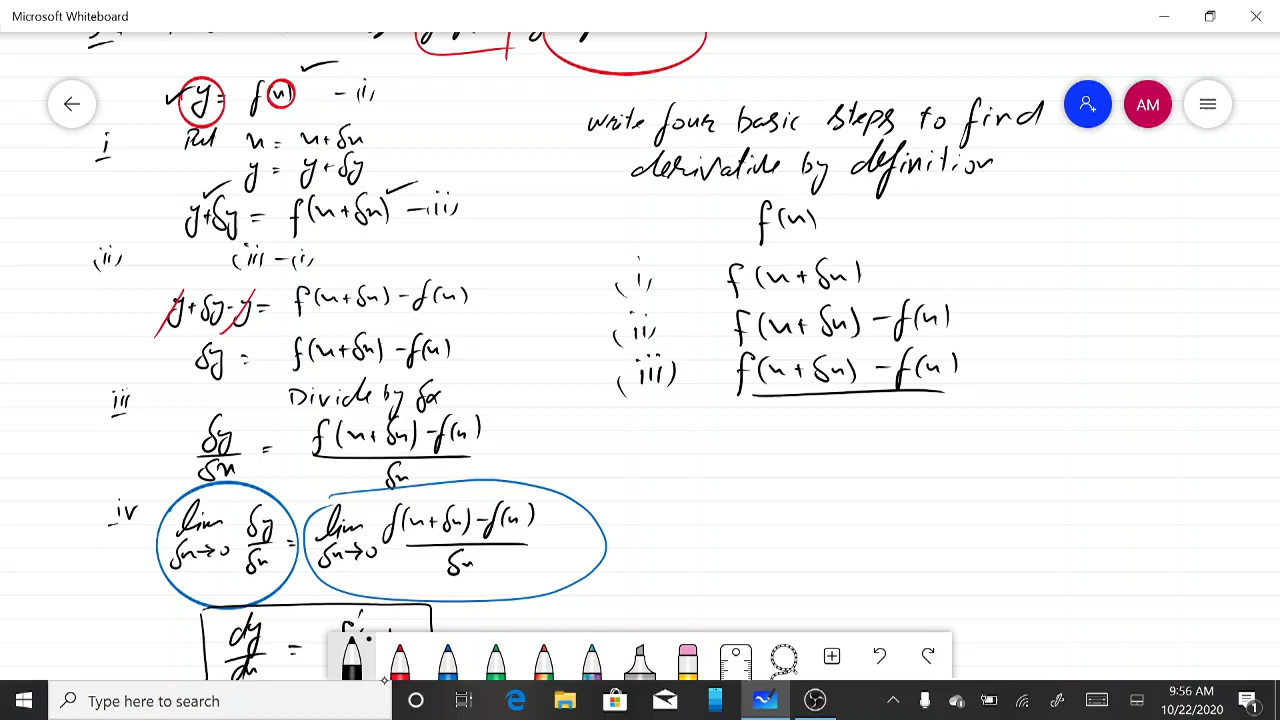 Microsoft Whiteboard
y = f(x) - (i)
i Put x = x+δx
y = y+δy
y+δy = f(x+δx) - (ii)
(ii) (ii) - (i)
y+δy-y = f(x+δx) - f(x)
δy = f(x+δx) - f(x)
iii Divide by δx
δy/δx = f(x+δx) - f(x)/δx
iv lim δx→0 δy/δx = lim δx→0 f(x+δx) - f(x)/δx
dy/dx =
write four basic steps to find
derivative by definition
f(x)
(i) f(x+δx)
(ii) f(x+δx) - f(x)
(iii) f(x+δx) - f(x)
AM
Type here to search
9:56 AM
10/22/2020
1